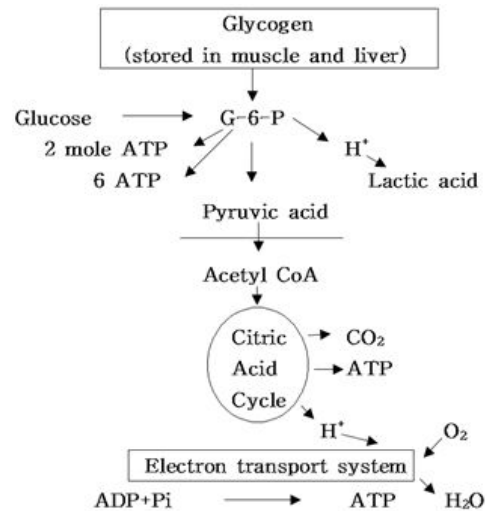 Glycogen
(stored in muscle and liver)
Glucose G-6-P
2 mole ATP H⁺
6 ATP Lactic acid
Pyruvic acid
Acetyl CoA
Citric CO₂
Acid ATP
Cycle
H⁺ O₂
Electron transport system
ADP+Pi ATP H₂O